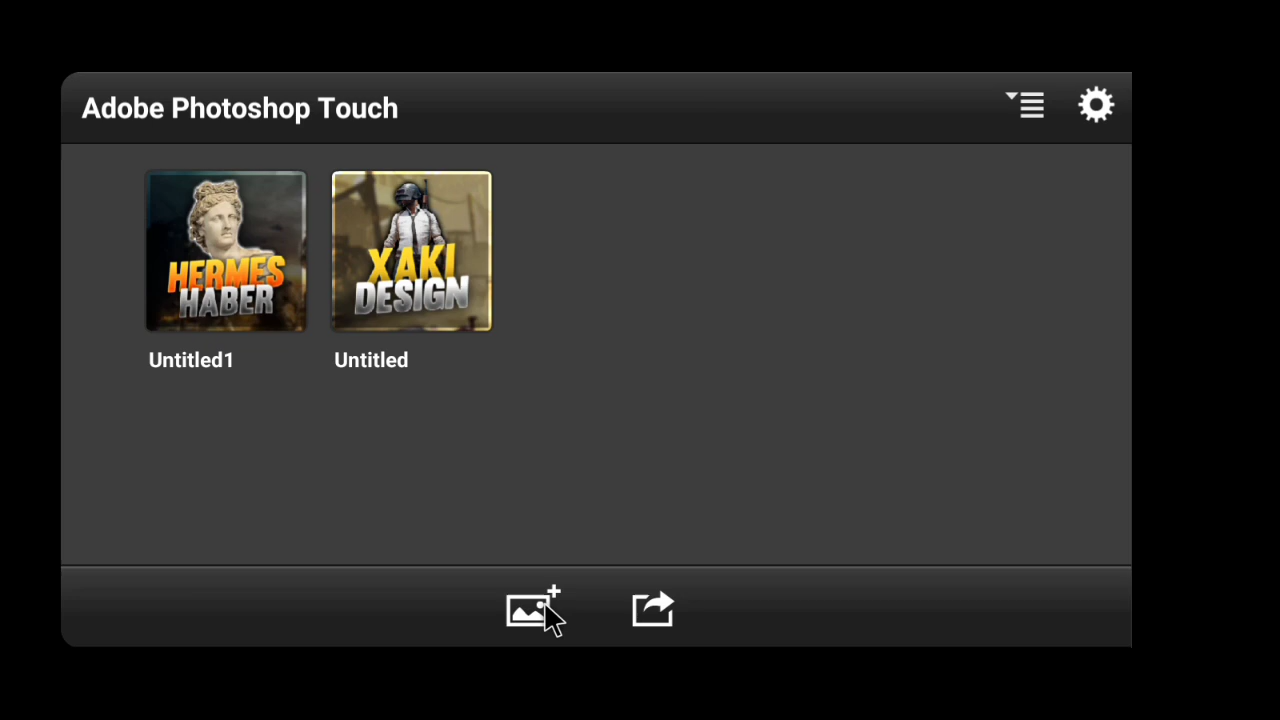 Adobe Photoshop Touch
HERMES
HABER
XAKI
DESIGN
Untitled1
Untitled